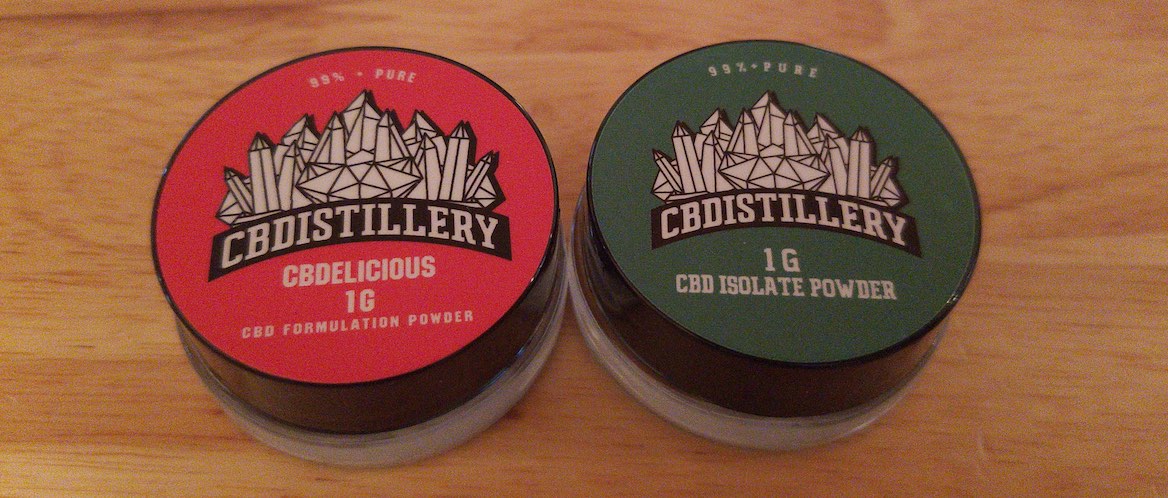 99% + PURE
CBDISTILLERY
CBDELICIOUS
1G
CBD FORMULATION POWDER
99%+PURE
CBDISTILLERY
1G
CBD ISOLATE POWDER